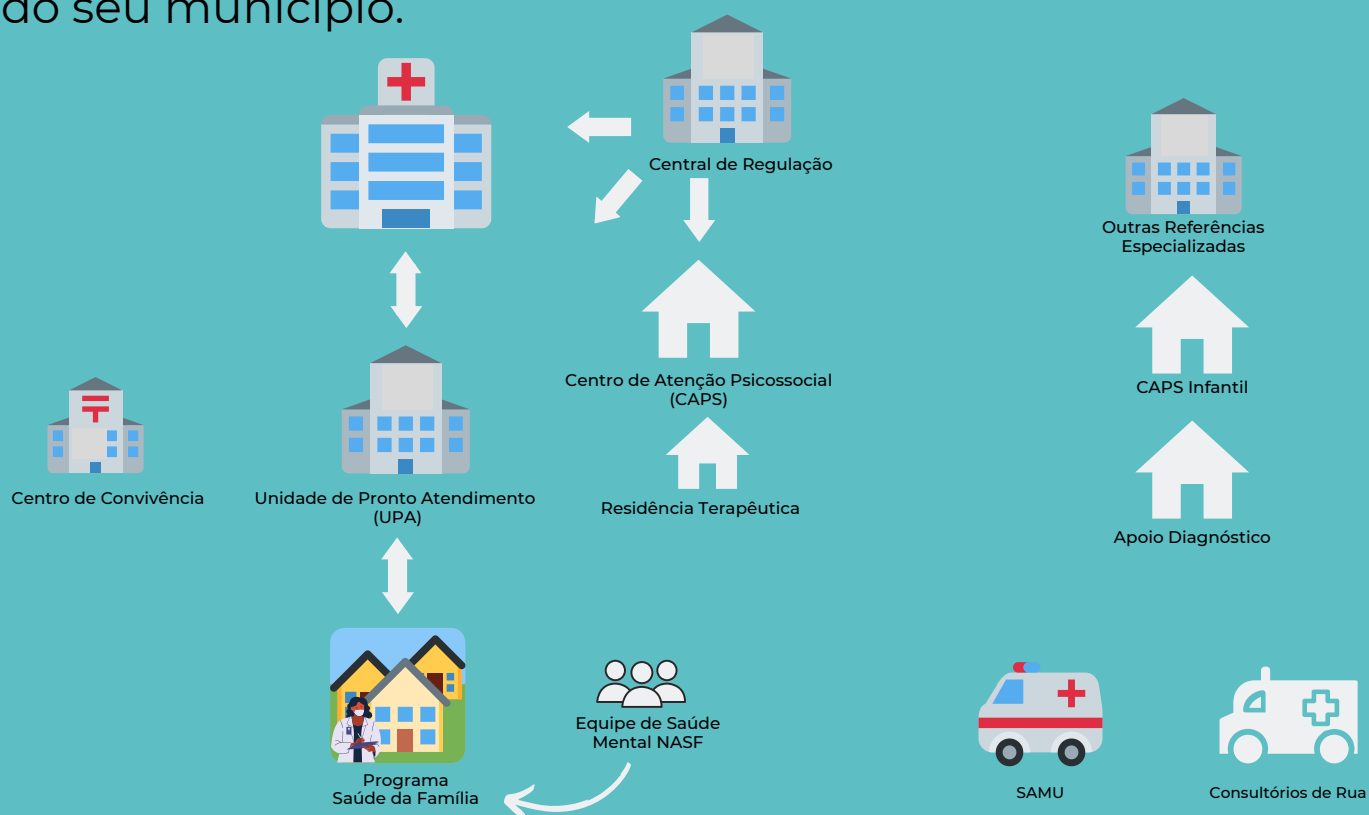 do seu município.
Central de Regulação
Outras Referências
Especializadas
Centro de Atenção Psicossocial
(CAPS)
CAPS Infantil
Centro de Convivência
Unidade de Pronto Atendimento
(UPA)
Residência Terapêutica
Apoio Diagnóstico
Equipe de Saúde
Mental NASF
Programa
Saúde da Família
SAMU
Consultórios de Rua